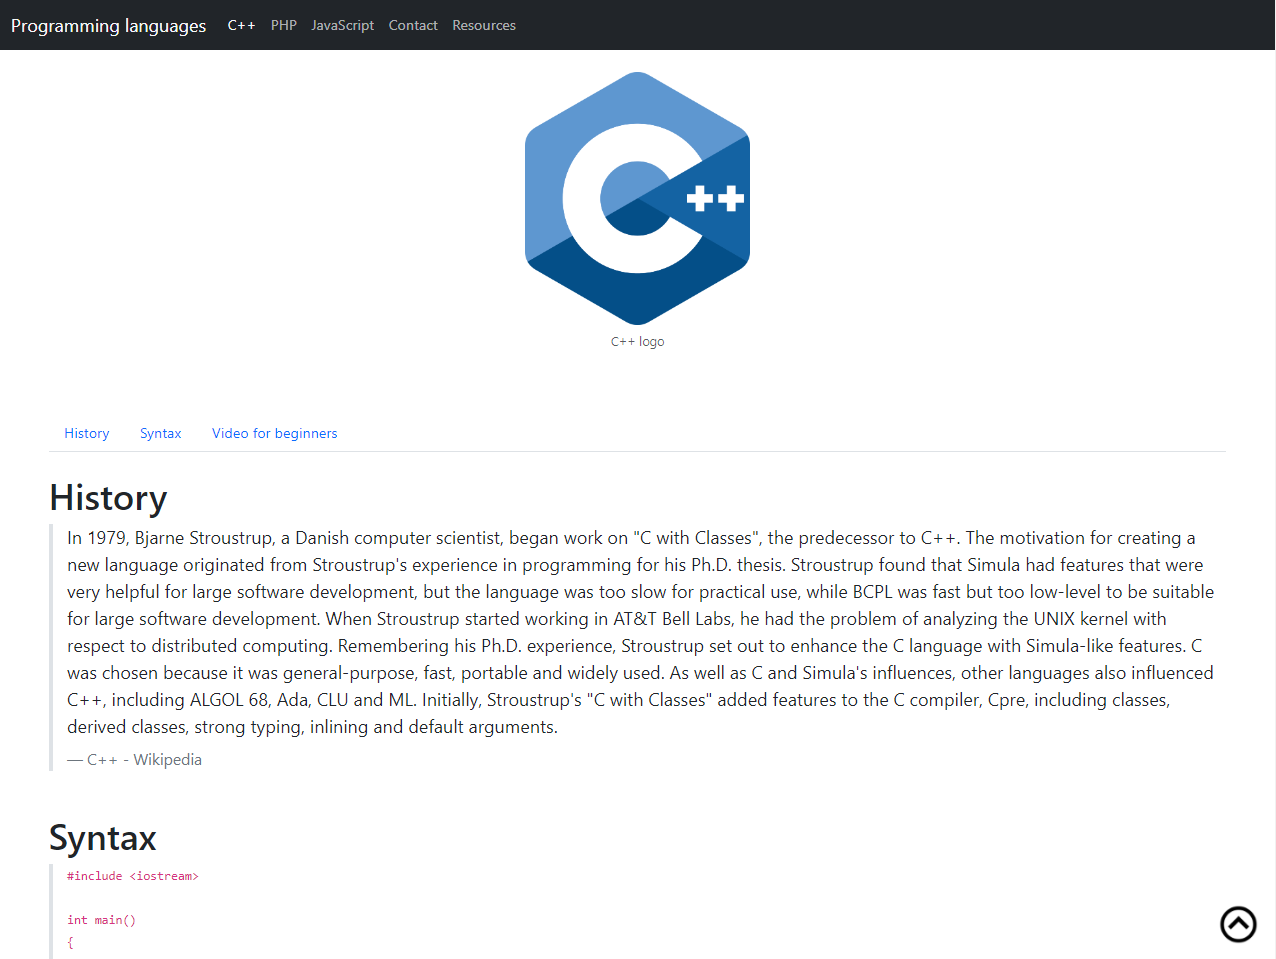 Programming languages C++ PHP JavaScript Contact Resources
C++
C++ logo
History Syntax Video for beginners
History
In 1979, Bjarne Stroustrup, a Danish computer scientist, began work on "C with Classes", the predecessor to C++. The motivation for creating a
new language originated from Stroustrup's experience in programming for his Ph.D. thesis. Stroustrup found that Simula had features that were
very helpful for large software development, but the language was too slow for practical use, while BCPL was fast but too low-level to be suitable
for large software development. When Stroustrup started working in AT&T Bell Labs, he had the problem of analyzing the UNIX kernel with
respect to distributed computing. Remembering his Ph.D. experience, Stroustrup set out to enhance the C language with Simula-like features. C
was chosen because it was general-purpose, fast, portable and widely used. As well as C and Simula's influences, other languages also influenced
C++, including ALGOL 68, Ada, CLU and ML. Initially, Stroustrup's "C with Classes" added features to the C compiler, Cpre, including classes,
derived classes, strong typing, inlining and default arguments.
— C++ - Wikipedia
Syntax
#include <iostream>
int main()
{